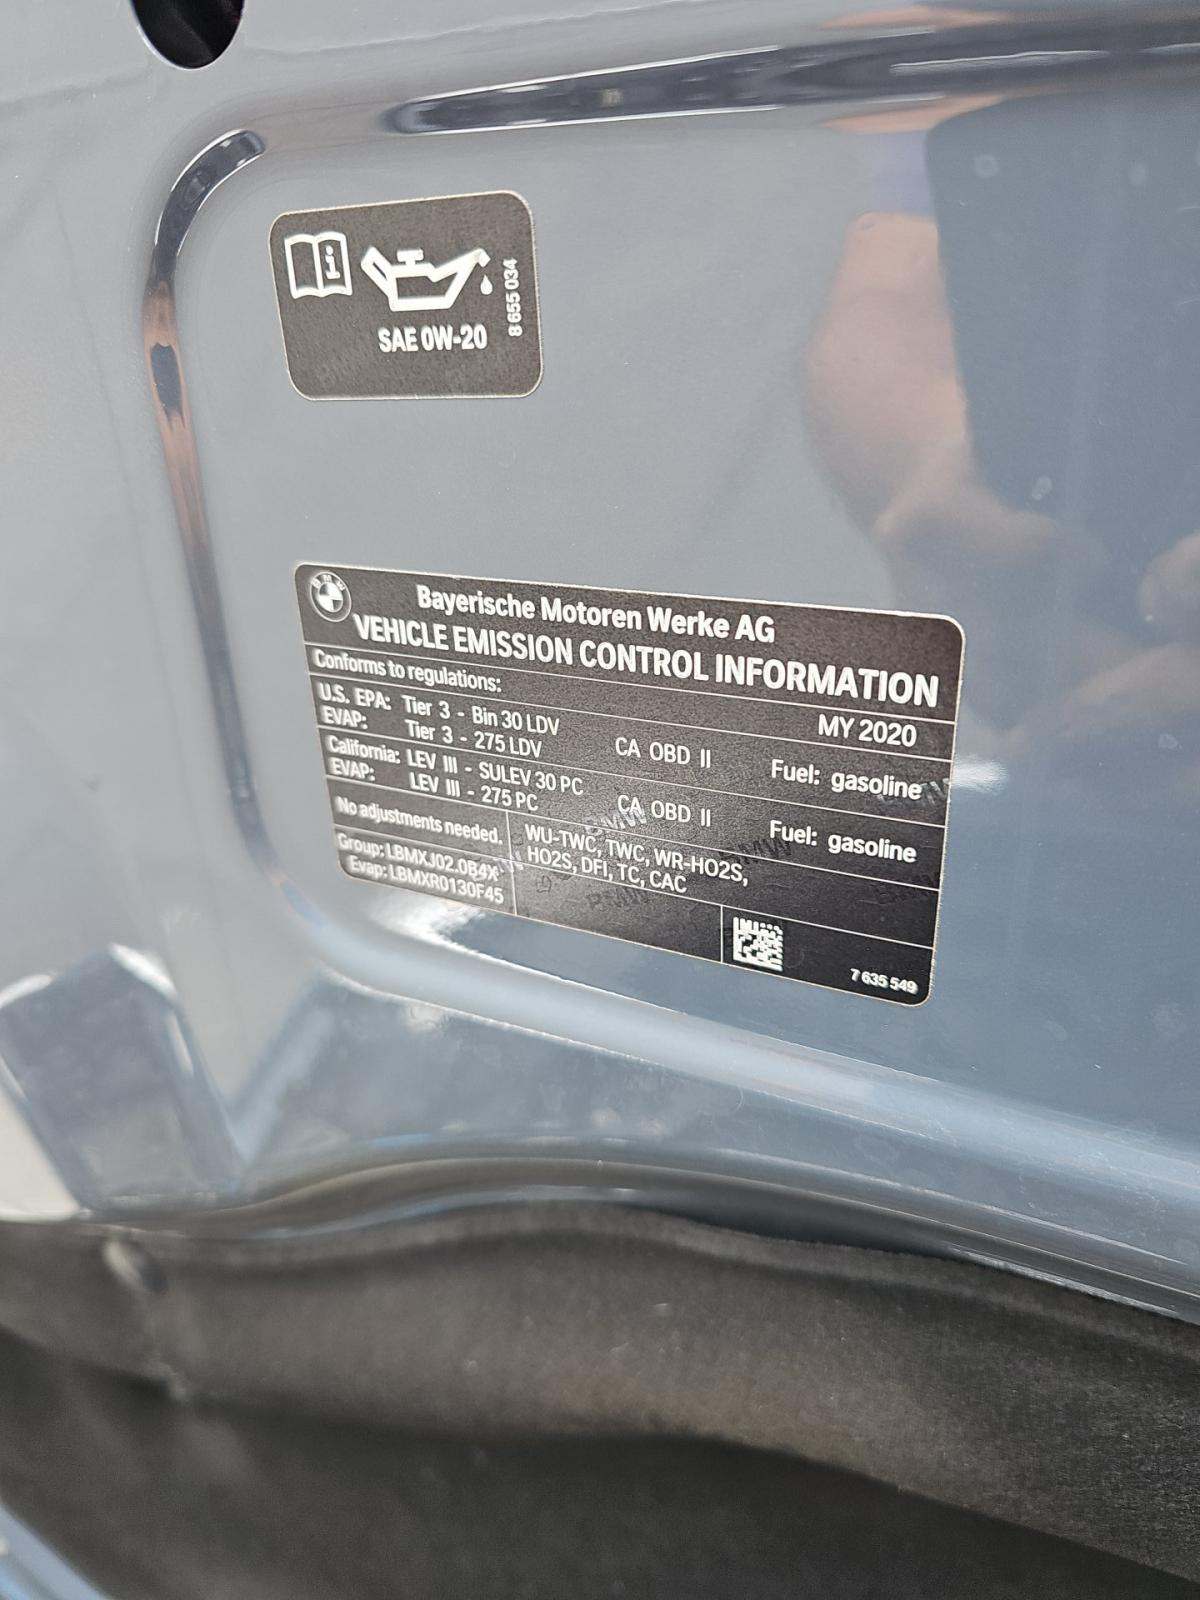 i
SAE 0W-20
8 655 034
BMW
Bayerische Motoren Werke AG
VEHICLE EMISSION CONTROL INFORMATION
Conforms to regulations: MY 2020
U.S. EPA: Tier 3 - Bin 30 LDV CA OBD II Fuel: gasoline
EVAP: Tier 3 - 275 LDV
California: LEV III - SULEV 30 PC CA OBD II Fuel: gasoline
EVAP: LEV III - 275 PC
No adjustments needed.
WU-TWC, TWC, WR-HO2S,
HO2S, DFI, TC, CAC
Group: LBMXJ02.0B4X
Evap: LBMXR0130F45
7 635 549